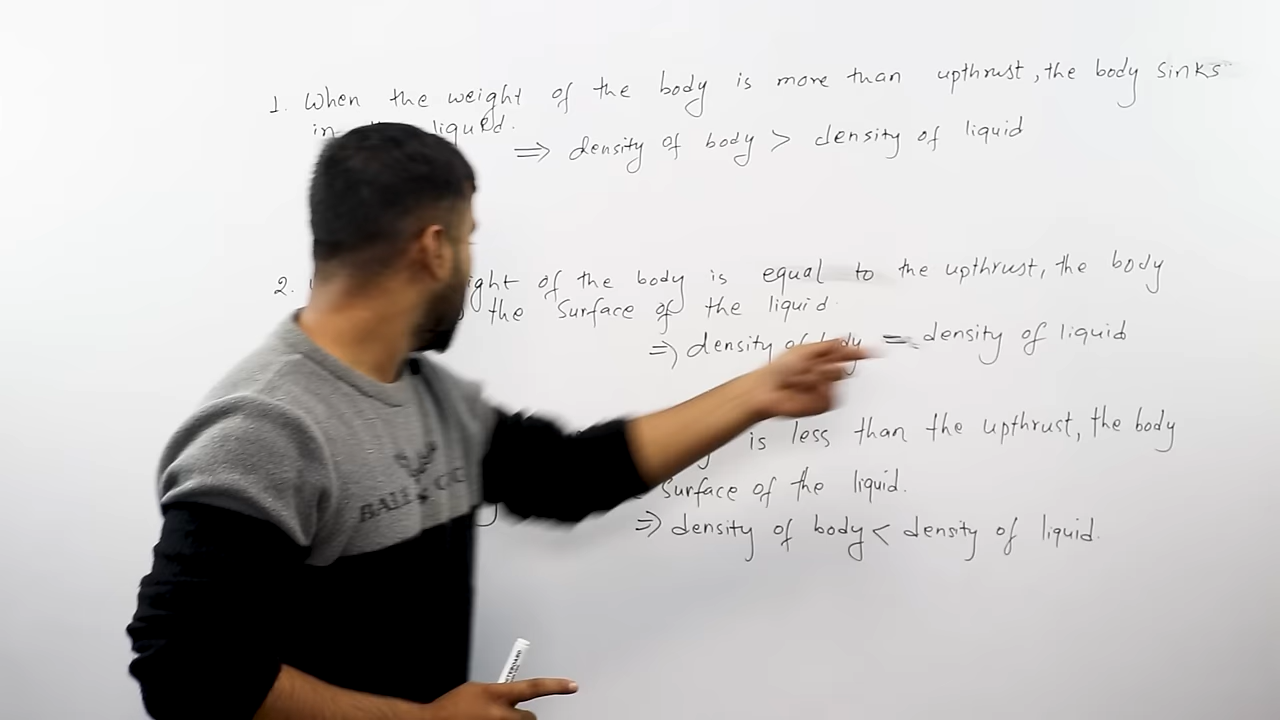 1. When the weight of the body is more than upthrust, the body sinks
in liquid.
⇒ density of body > density of liquid
2. of the body is equal to the upthrust, the body
the Surface of the liquid.
⇒ density of body = density of liquid
is less than the upthrust, the body
Surface of the liquid.
⇒ density of body < density of liquid.